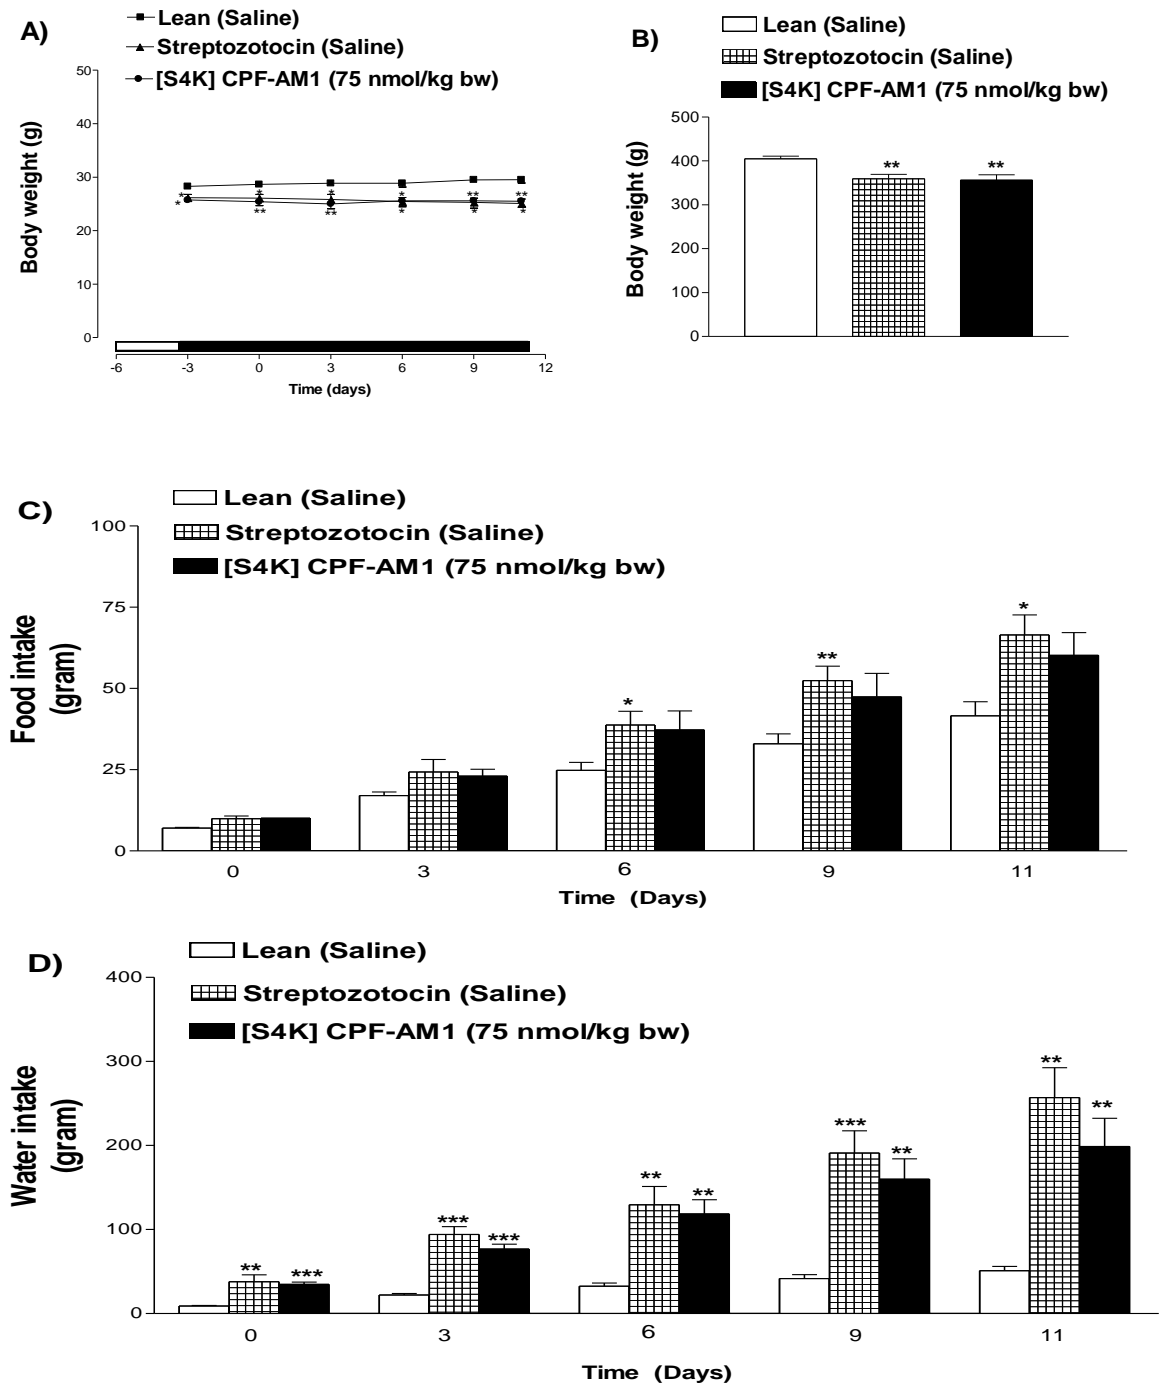 A)
Lean (Saline)
Streptozotocin (Saline)
[S4K] CPF-AM1 (75 nmol/kg bw)
50
40
30
20
10
0
Body weight (g)
* * * * ** **
* ** ** * * *
-6 -3 0 3 6 9 12
Time (days)
B)
Lean (Saline)
Streptozotocin (Saline)
[S4K] CPF-AM1 (75 nmol/kg bw)
500
400
300
200
100
0
Body weight (g)
** **
C)
Lean (Saline)
Streptozotocin (Saline)
[S4K] CPF-AM1 (75 nmol/kg bw)
100
75
50
25
0
Food intake
(gram)
* ** *
0 3 6 9 11
Time (Days)
D)
Lean (Saline)
Streptozotocin (Saline)
[S4K] CPF-AM1 (75 nmol/kg bw)
400
300
200
100
0
Water intake
(gram)
** *** *** *** ** ** *** ** ** **
0 3 6 9 11
Time (Days)